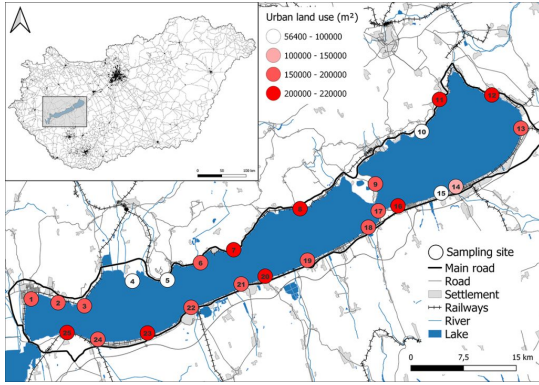 Urban land use (m²)
56400 - 100000
100000 - 150000
150000 - 200000
200000 - 220000
0 50 100 km
11
12
10
13
9
14
15
8
17
16
18
7
6
19
5
4
20
21
1
2
3
22
25
24
23
Sampling site
Main road
Road
Settlement
Railways
River
Lake
0 7,5 15 km